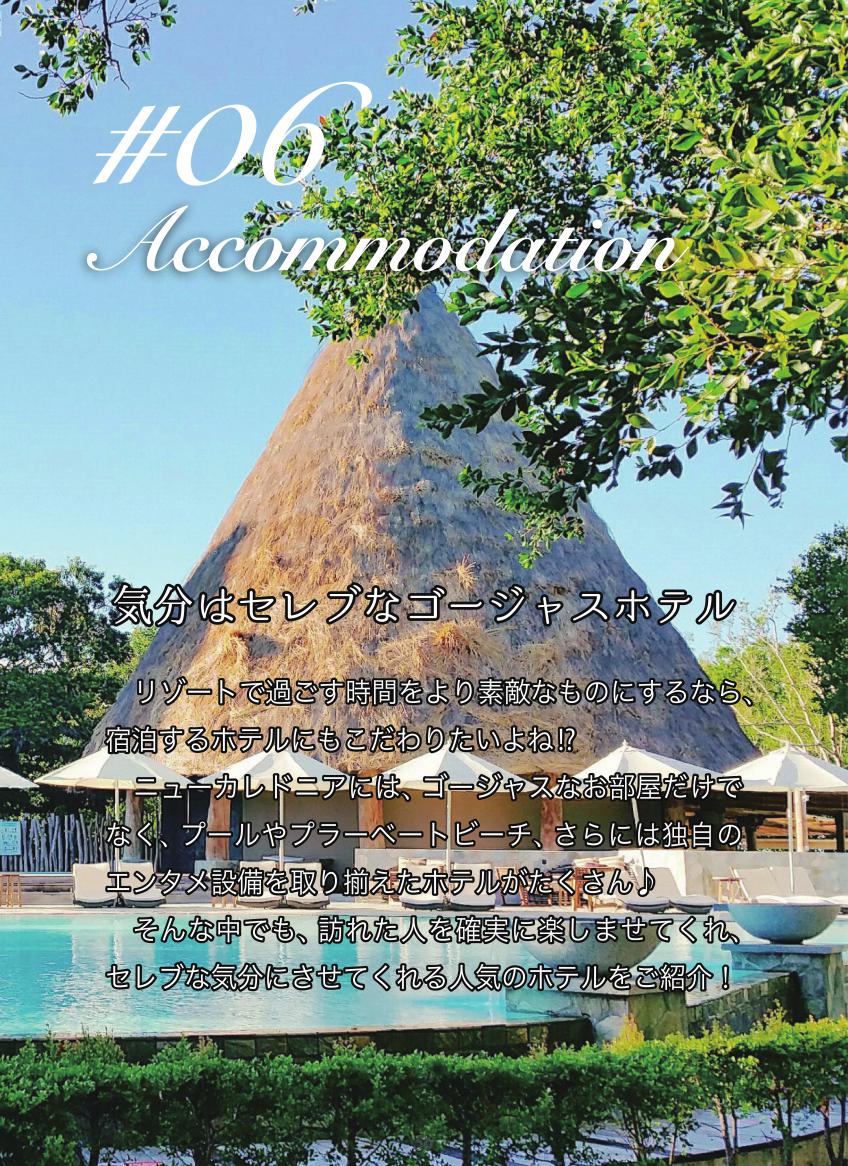 #06
Accommodation
気分はセレブなゴージャスホテル
リゾートで過ごす時間をより素敵なものにするなら、
宿泊するホテルにもこだわりたいよね⁉
ニューカレドニアには、ゴージャスなお部屋だけで
なく、プールやプラーベートビーチ、さらには独自の
エンタメ設備を取り揃えたホテルがたくさん♪
そんな中でも、訪れた人を確実に楽しませてくれ、
セレブな気分にさせてくれる人気のホテルをご紹介！